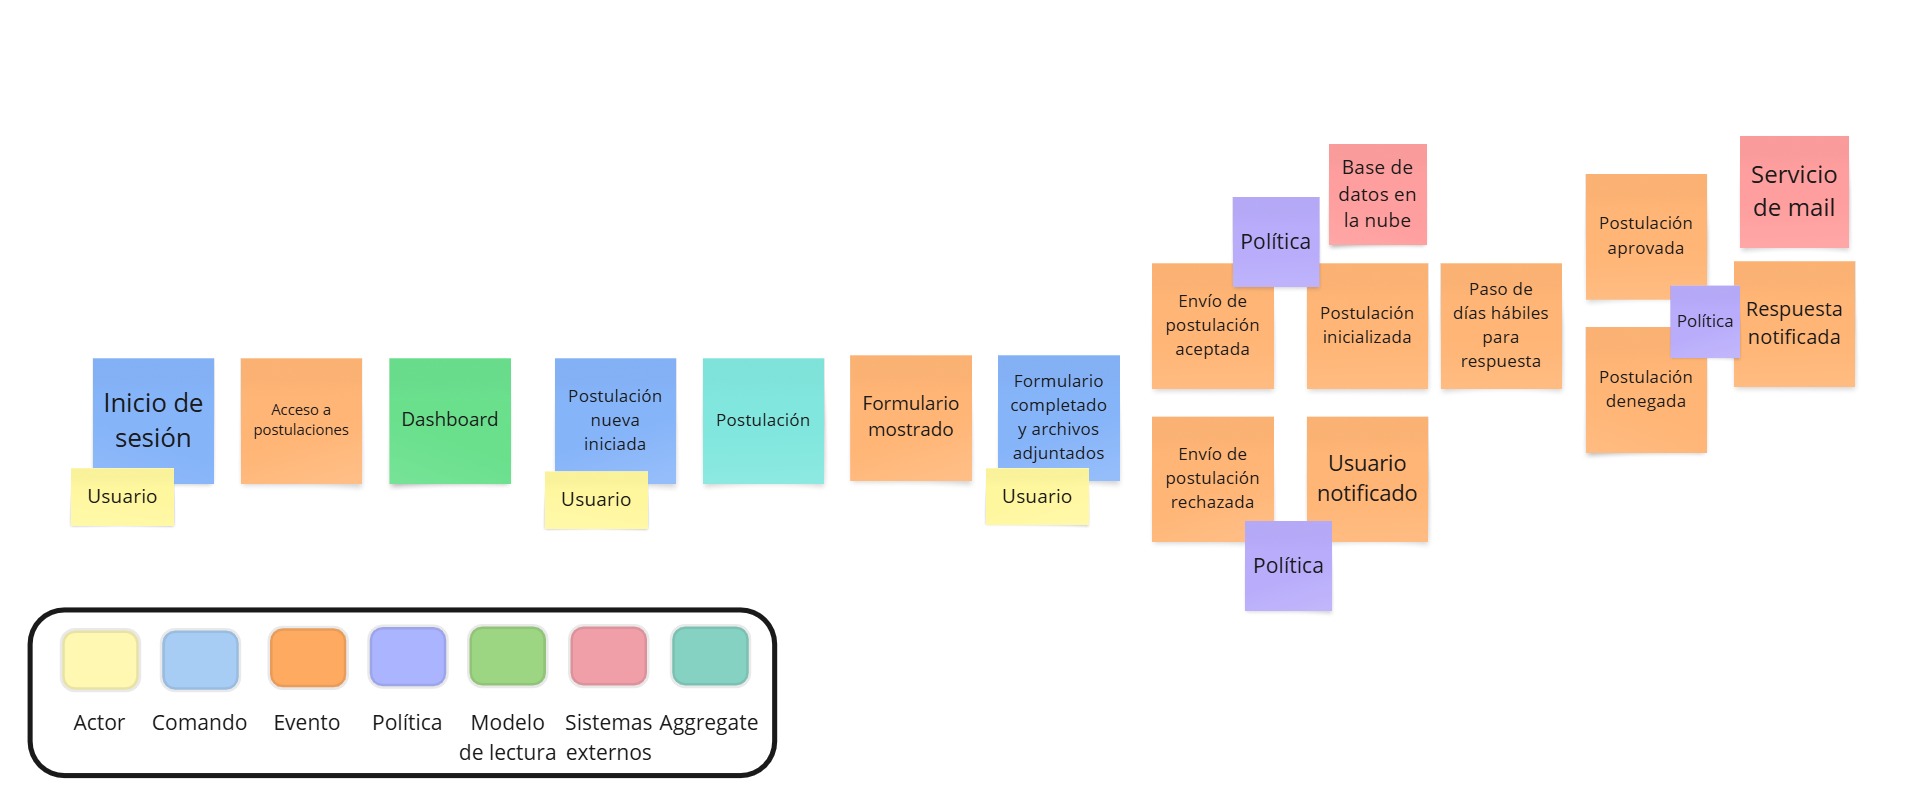 Inicio de
sesión
Usuario
Acceso a
postulaciones
Dashboard
Postulación
nueva
iniciada
Usuario
Postulación
Formulario
mostrado
Formulario
completado
y archivos
adjuntados
Usuario
Política
Base de
datos en
la nube
Envío de
postulación
aceptada
Postulación
inicializada
Paso de
días hábiles
para
respuesta
Envío de
postulación
rechazada
Usuario
notificado
Política
Postulación
aprovada
Servicio
de mail
Política
Respuesta
notificada
Postulación
denegada
Actor
Comando
Evento
Política
Modelo
de lectura
Sistemas
externos
Aggregate